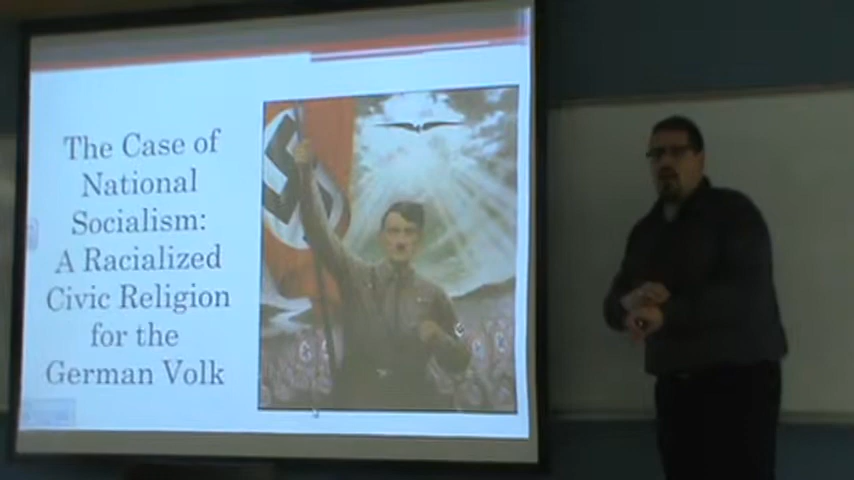 The Case of
National
Socialism:
A Racialized
Civic Religion
for the
German Volk